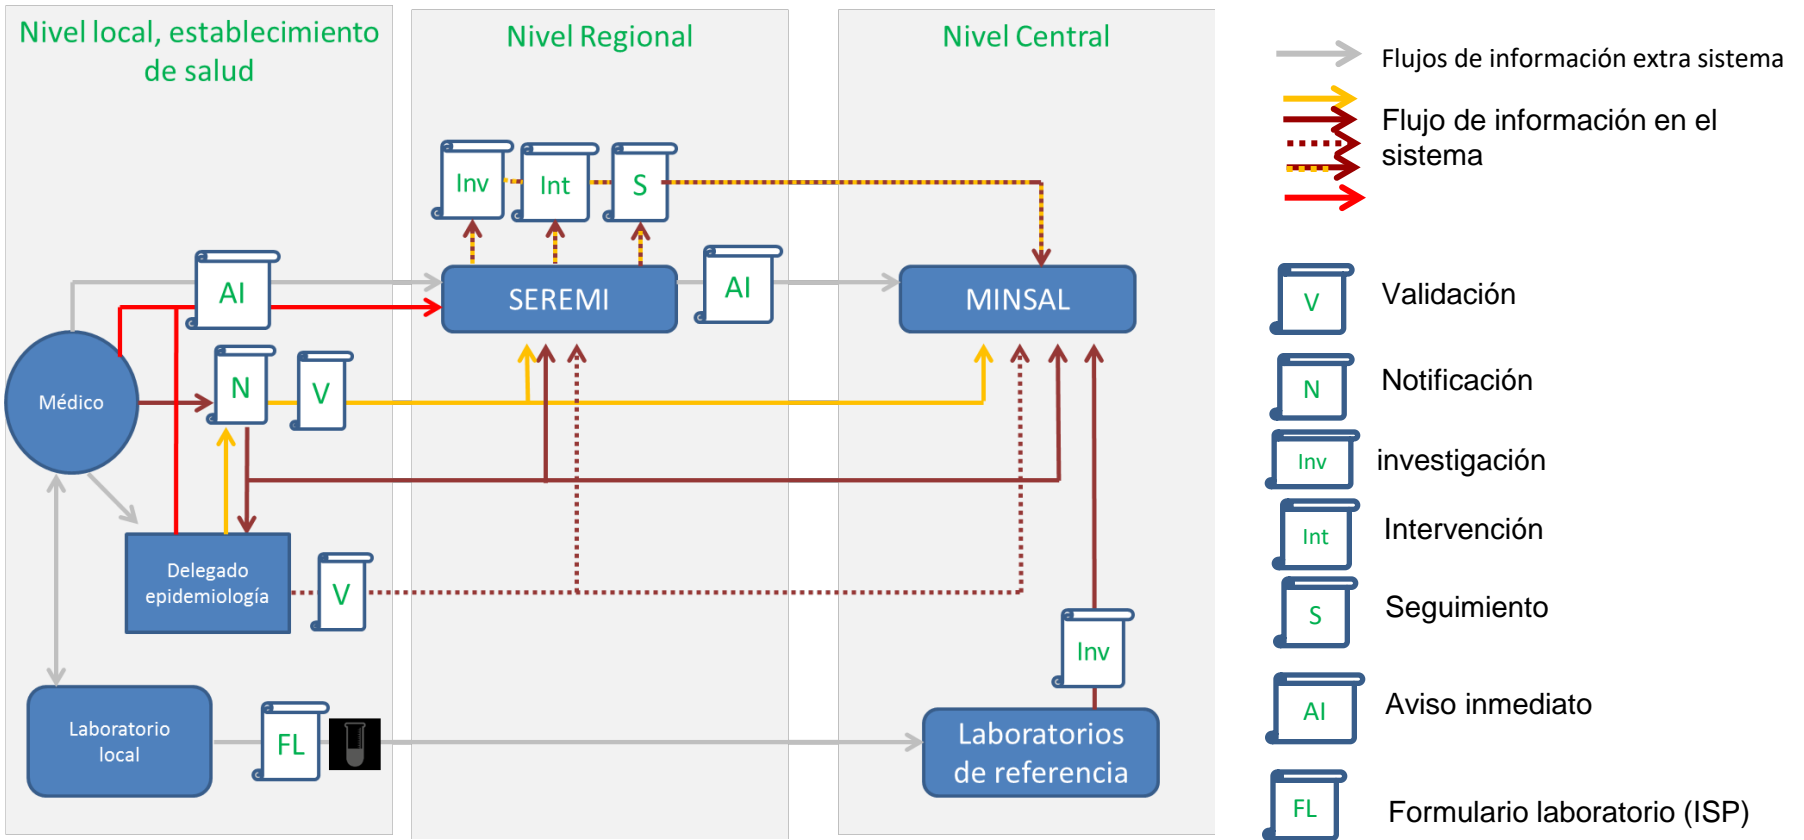 Nivel local, establecimiento
de salud
Nivel Regional
Nivel Central
Inv
Int
S
AI
SEREMI
AI
MINSAL
Médico
N
V
Delegado
epidemiología
V
Inv
Laboratorio
local
FL
Laboratorios
de referencia
Flujos de información extra sistema
Flujo de información en el
sistema
V
Validación
N
Notificación
Inv
investigación
Int
Intervención
S
Seguimiento
AI
Aviso inmediato
FL
Formulario laboratorio (ISP)